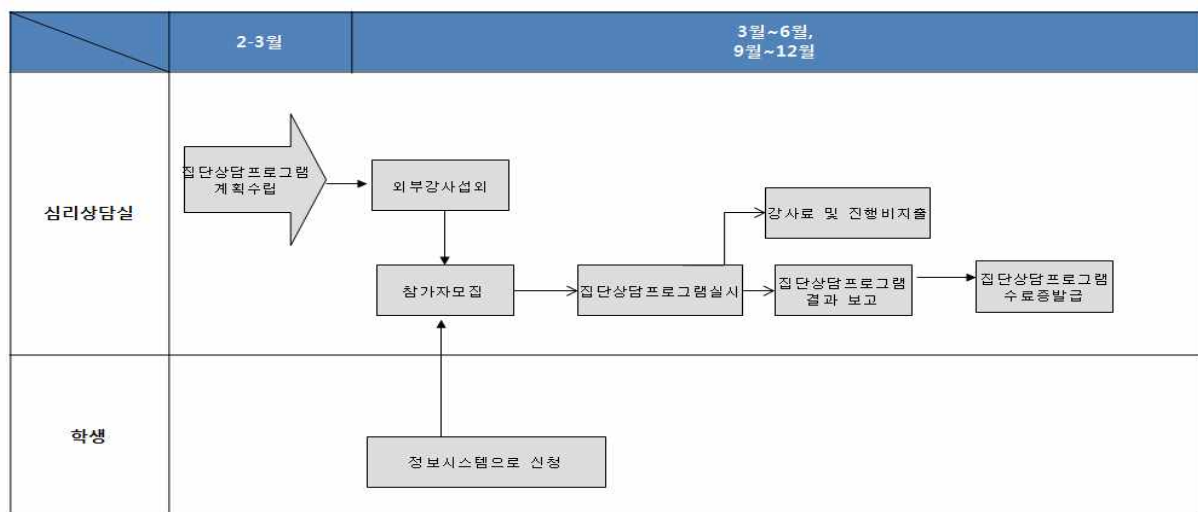 2-3월
3월~6월,
9월~12월
심리상담실
집단상담프로그램
계획수립
외부강사섭외
강사료 및 진행비지출
참가자모집
집단상담프로그램실시
집단상담프로그램
결과 보고
집단상담프로그램
수료증발급
학생
정보시스템으로 신청